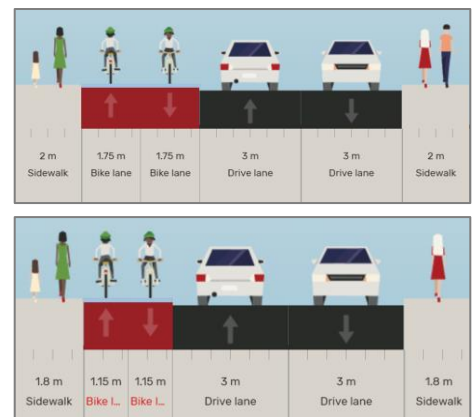 2 m 1.75 m 1.75 m 3 m 3 m 2 m
Sidewalk Bike lane Bike lane Drive lane Drive lane Sidewalk
1.8 m 1.15 m 1.15 m 3 m 3 m 1.8 m
Sidewalk Bike l... Bike l... Drive lane Drive lane Sidewalk